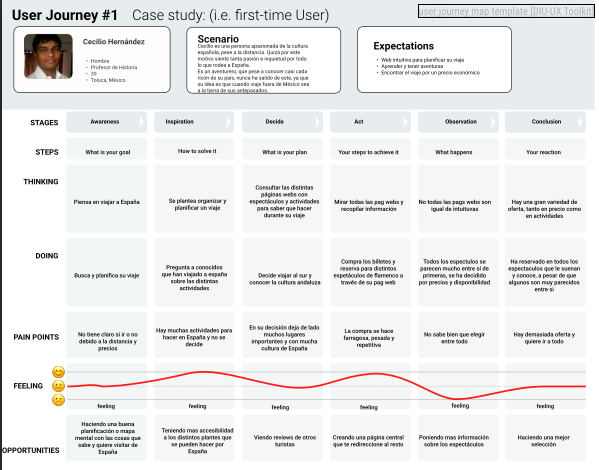 User Journey #1 Case study: (i.e. first-time User)
user journey map template [DIU-UX Toolkit]
Cecilio Hernández
Hombre
Profesor de Historia
39
Toluca, México
Scenario
Cecilio es una persona apasionada de la cultura
española, pese a la distancia. Quizá por este
motivo siente tanta pasión e inquietud por todo
lo que rodea a España.
Es un aventurero, que pese a conocer casi cada
ricón de su país, nunca ha salido de este, ya que
su idea es que cuando viaje fuera de México sea
a la tierra de sus antepasados.
Expectations
Web intuitiva para planificar su viaje
Aprender y tener aventuras
Encontrar el viaje por un precio económico
STAGES
Awareness
Inspiration
Decide
Act
Observation
Conclusion
STEPS
What is your goal
How to solve it
What is your plan
Your steps to achieve it
What happens
Your reaction
THINKING
Piensa en viajar a España
Se plantea organizar y
planificar un viaje
Consultar las distintas
páginas webs con
espectáculos y actividades
para saber que hacer
durante su viaje
Mirar todas las pag webs y
recopilar información
No todas las pags webs son
igual de intuituvas
Hay una gran variedad de
oferta, tanto en precio como
en actividades
DOING
Busca y planifica su viaje
Pregunta a conocidos
que han viajado a españa
sobre las distintas
actividades
Decide viajar al sur y
conocer la cultura andaluza
Compra los billetes y
reserva para distintos
espetáculos de flamenco a
través de su pag web
Todos los espectulos se
parecen mucho entre sí de
primeras, se ha decidido
por precios y disponibilidad
Ha reservado en todos los
espectaculos que le suenan
y conoce, a pesar de que
algunos son muy parecidos
entre si
PAIN POINTS
No tiene claro si ir o no
debido a la distancia y
precios
Hay muchas actividades para
hacer en España y no se
decide
En su decisión deja de lado
muchos lugares
importantes y con mucha
cultura de España
La compra se hace
farragosa, pesada y
repetitiva
No sabe bien que elegir
entre todo
Hay demasiada oferta y
quiere ir a todo
FEELING
feeling
feeling
feeling
feeling
feeling
feeling
OPPORTUNITIES
Haciendo una buena
planificación o mapa
mental con las cosas que
sabe y quiere visitar de
España
Teniendo mas accesabilidad
a los distintos plantes que
se pueden hacer por
España
Viendo reviews de otros
turistas
Creando una página central
que te redireccione al resto
Poniendo mas información
sobre los espectáculos
Haciendo una mejor
selección